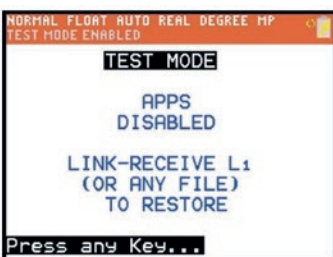 NORMAL FLOAT AUTO REAL DEGREE MP
TEST MODE ENABLED
TEST MODE
APPS
DISABLED
LINK-RECEIVE L1
(OR ANY FILE)
TO RESTORE
Press any Key...